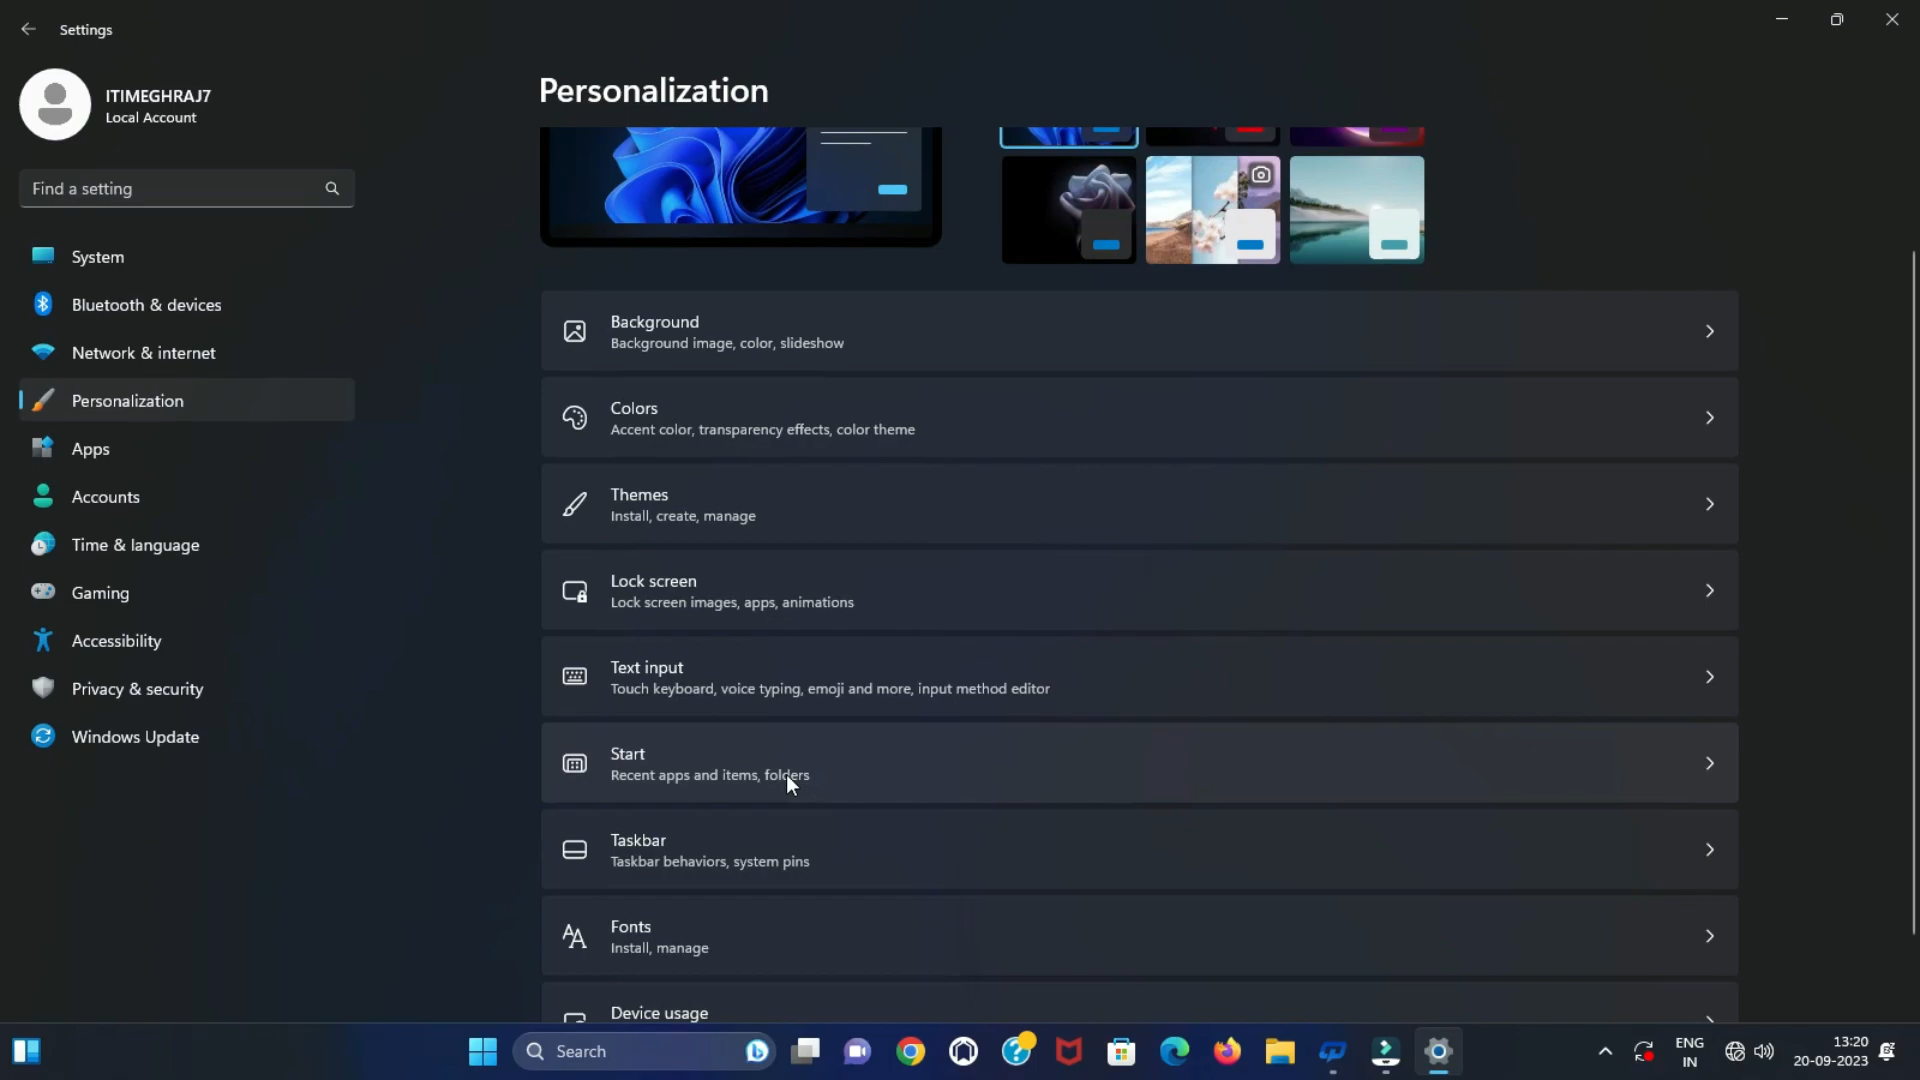 Settings
ITIMEGHRAJ7
Local Account
Find a setting
System
Bluetooth & devices
Network & internet
Personalization
Apps
Accounts
Time & language
Gaming
Accessibility
Privacy & security
Windows Update
Personalization
Background
Background image, color, slideshow
Colors
Accent color, transparency effects, color theme
Themes
Install, create, manage
Lock screen
Lock screen images, apps, animations
Text input
Touch keyboard, voice typing, emoji and more, input method editor
Start
Recent apps and items, folders
Taskbar
Taskbar behaviors, system pins
Fonts
Install, manage
Device usage
Search
ENG
IN
13:20
20-09-2023